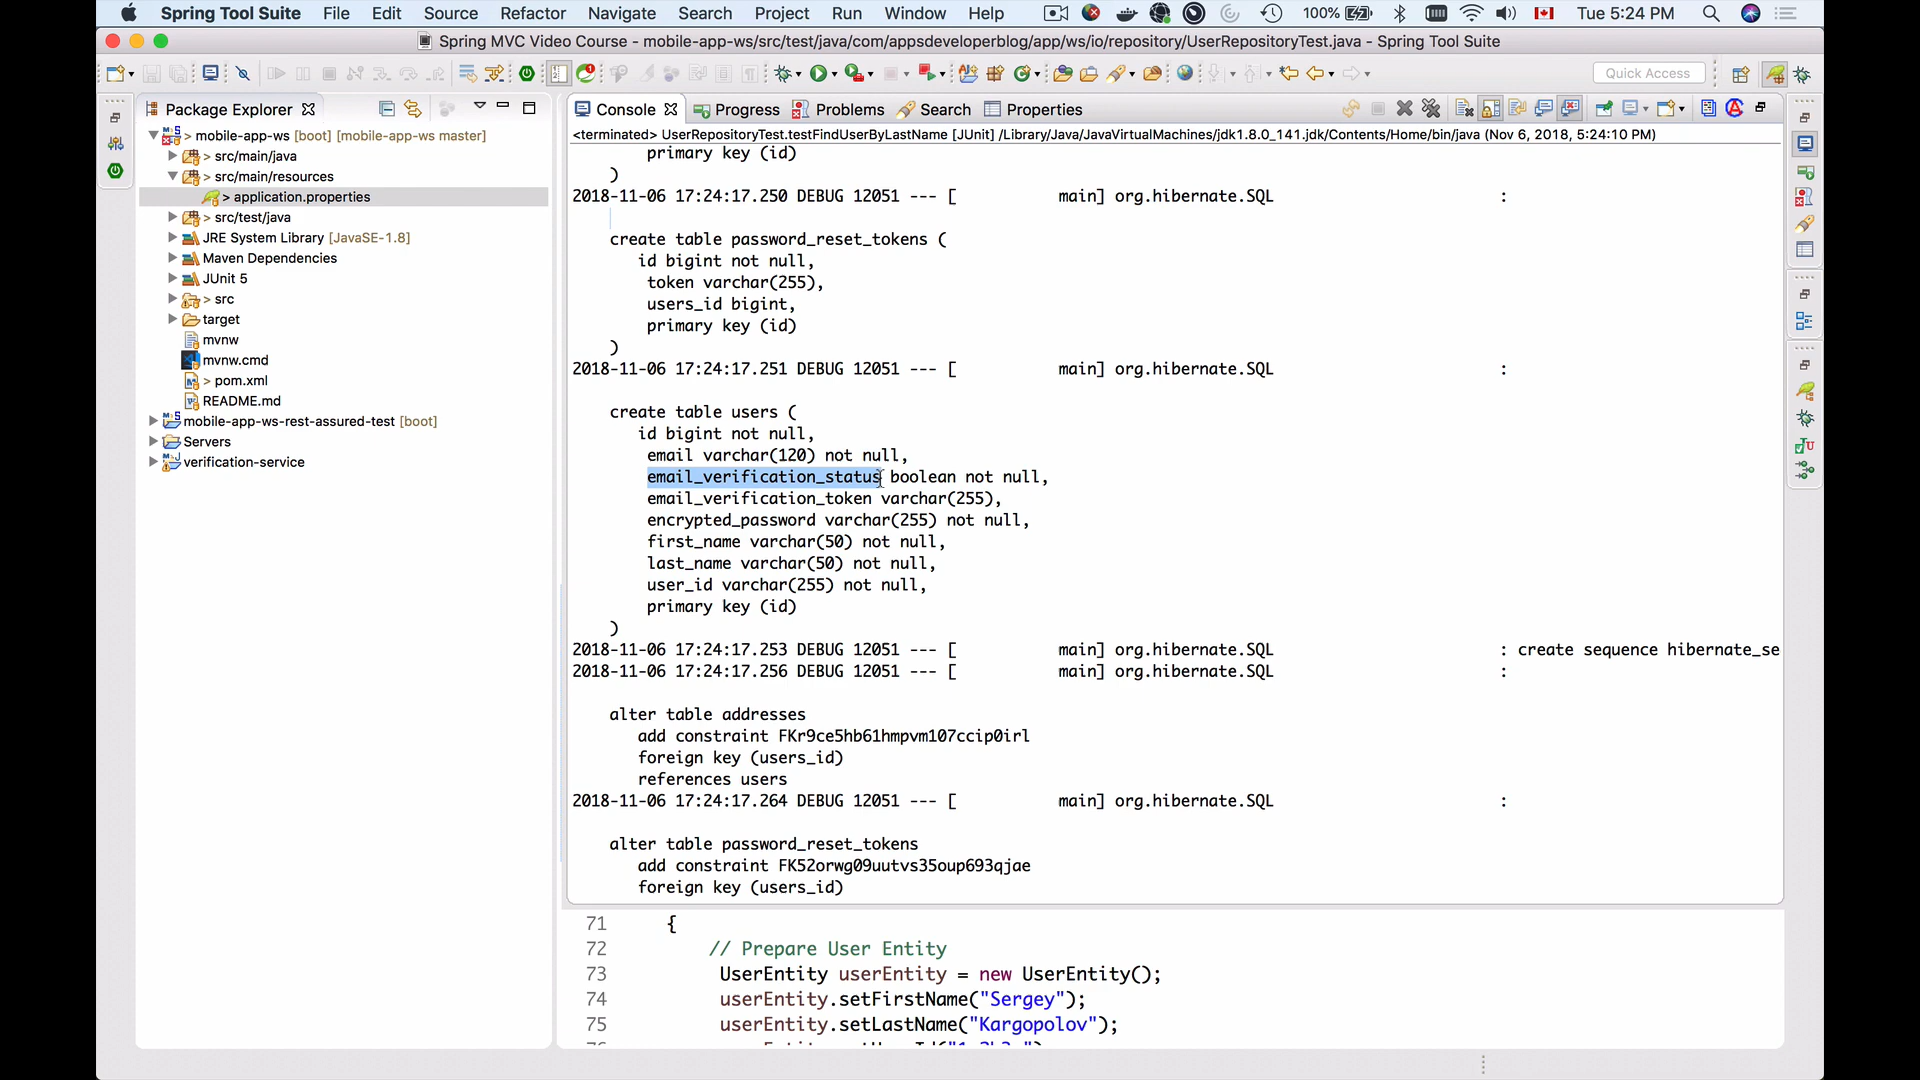 Spring Tool Suite File Edit Source Refactor Navigate Search Project Run Window Help 100% Tue 5:24 PM
Spring MVC Video Course - mobile-app-ws/src/test/java/com/appsdeveloperblog/app/ws/io/repository/UserRepositoryTest.java - Spring Tool Suite
Quick Access
Package Explorer
> mobile-app-ws [boot] [mobile-app-ws master]
> src/main/java
> src/main/resources
> application.properties
> src/test/java
JRE System Library [JavaSE-1.8]
Maven Dependencies
JUnit 5
> src
target
mvnw
mvnw.cmd
> pom.xml
README.md
mobile-app-ws-rest-assured-test [boot]
Servers
verification-service
Console Progress Problems Search Properties
<terminated> UserRepositoryTest.testFindUserByLastName [JUnit] /Library/Java/JavaVirtualMachines/jdk1.8.0_141.jdk/Contents/Home/bin/java (Nov 6, 2018, 5:24:10 PM)
primary key (id)
)
2018-11-06 17:24:17.250 DEBUG 12051 --- [ main] org.hibernate.SQL :
create table password_reset_tokens (
id bigint not null,
token varchar(255),
users_id bigint,
primary key (id)
)
2018-11-06 17:24:17.251 DEBUG 12051 --- [ main] org.hibernate.SQL :
create table users (
id bigint not null,
email varchar(120) not null,
email_verification_status boolean not null,
email_verification_token varchar(255),
encrypted_password varchar(255) not null,
first_name varchar(50) not null,
last_name varchar(50) not null,
user_id varchar(255) not null,
primary key (id)
)
2018-11-06 17:24:17.253 DEBUG 12051 --- [ main] org.hibernate.SQL : create sequence hibernate_se
2018-11-06 17:24:17.256 DEBUG 12051 --- [ main] org.hibernate.SQL :
alter table addresses
add constraint FKr9ce5hb61hmpvm107ccip0irl
foreign key (users_id)
references users
2018-11-06 17:24:17.264 DEBUG 12051 --- [ main] org.hibernate.SQL :
alter table password_reset_tokens
add constraint FK52orwg09uutvs35oup693qjae
foreign key (users_id)
71 {
72 // Prepare User Entity
73 UserEntity userEntity = new UserEntity();
74 userEntity.setFirstName("Sergey");
75 userEntity.setLastName("Kargopolov");